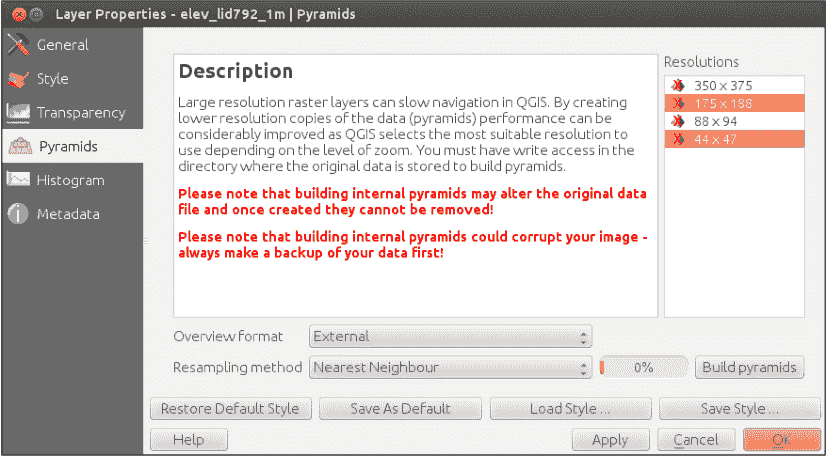 Layer Properties - elev_lid792_1m | Pyramids
General
Style
Transparency
Pyramids
Histogram
Metadata
Description
Large resolution raster layers can slow navigation in QGIS. By creating
lower resolution copies of the data (pyramids) performance can be
considerably improved as QGIS selects the most suitable resolution to
use depending on the level of zoom. You must have write access in the
directory where the original data is stored to build pyramids.
Please note that building internal pyramids may alter the original data
file and once created they cannot be removed!
Please note that building internal pyramids could corrupt your image -
always make a backup of your data first!
Resolutions
350 x 375
175 x 188
88 x 94
44 x 47
Overview format External
Resampling method Nearest Neighbour 0% Build pyramids
Restore Default Style Save As Default Load Style ... Save Style ...
Help Apply Cancel OK